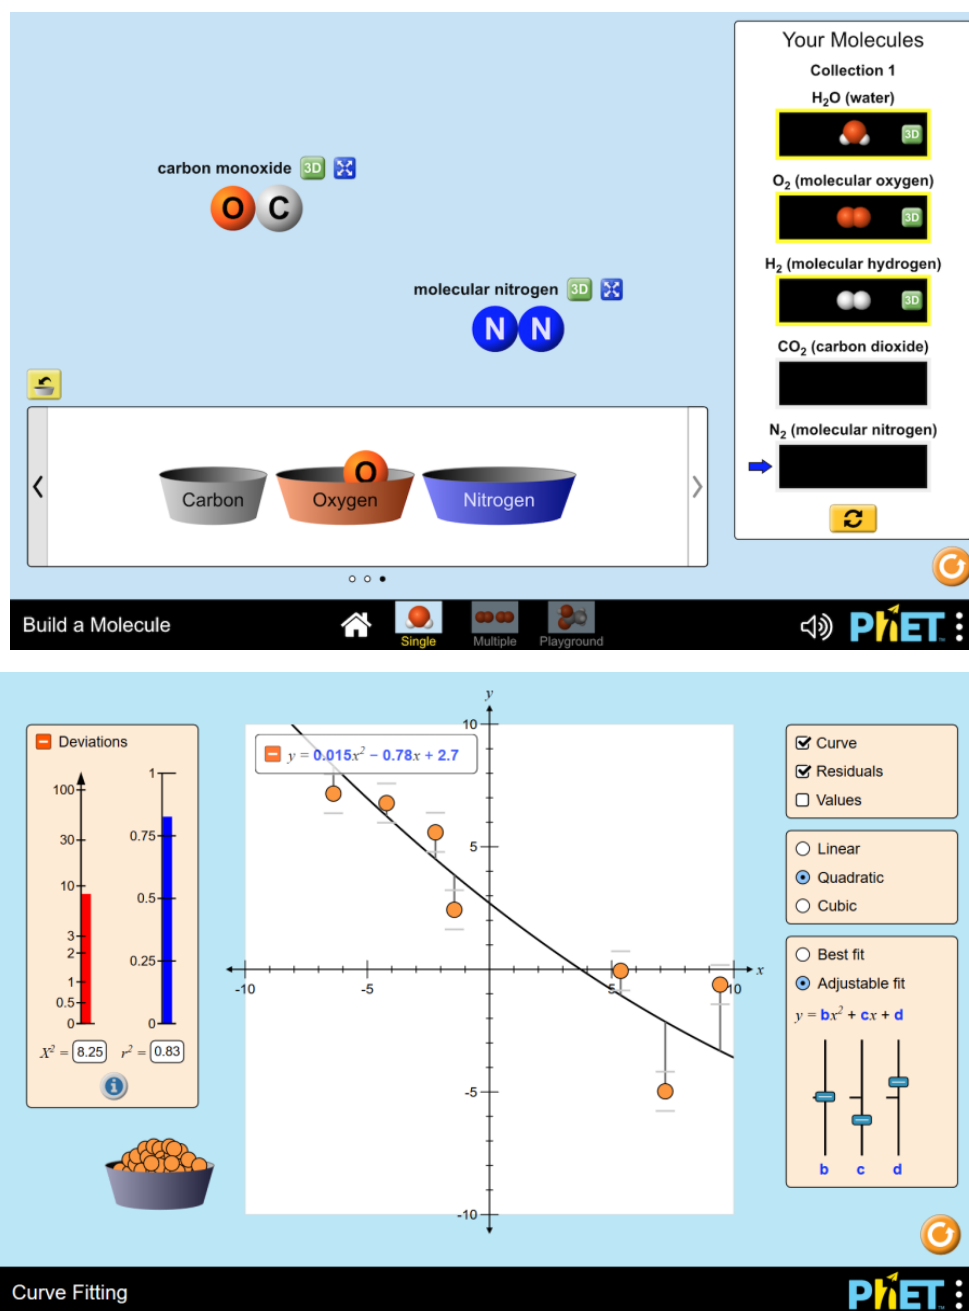 Your Molecules
Collection 1
H₂O (water)
3D
O₂ (molecular oxygen)
3D
H₂ (molecular hydrogen)
3D
CO₂ (carbon dioxide)
N₂ (molecular nitrogen)
carbon monoxide 3D
O C
molecular nitrogen 3D
N N
O
Carbon Oxygen Nitrogen
Build a Molecule
Single Multiple Playground
PhET
Deviations
100
30
10
3
2
1
0.5
0
1
0.75
0.5
0.25
0
X² = 8.25 r² = 0.83
i
y
y = 0.015x² − 0.78x + 2.7
10
5
-10 -5 5 10 x
-5
-10
Curve
Residuals
Values
Linear
Quadratic
Cubic
Best fit
Adjustable fit
y = bx² + cx + d
b c d
Curve Fitting
PhET